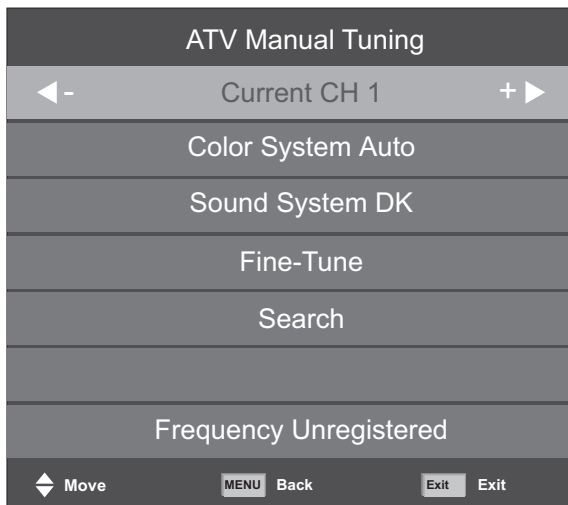 ATV Manual Tuning
- Current CH 1 +
Color System Auto
Sound System DK
Fine-Tune
Search
Frequency Unregistered
Move MENU Back Exit Exit